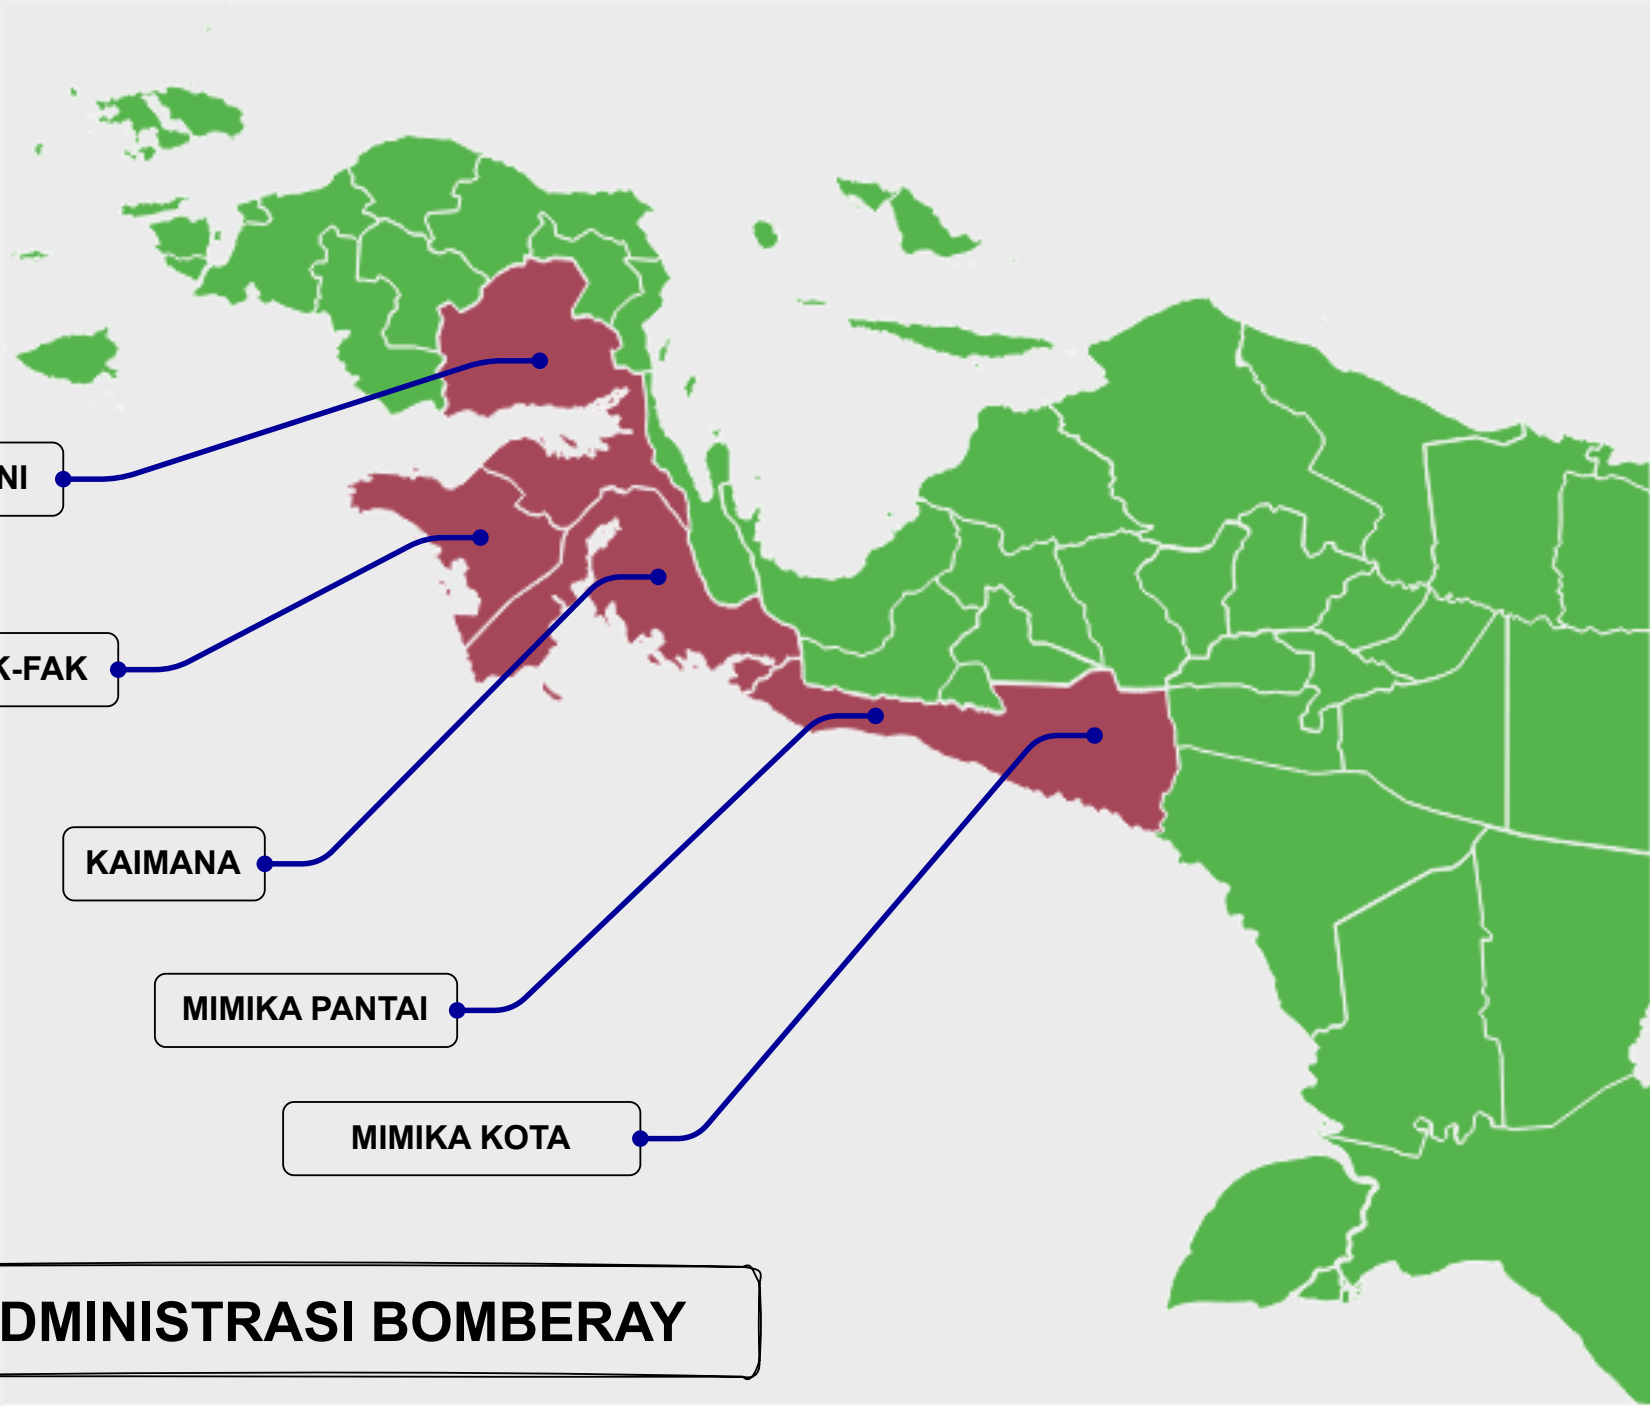 NI
K-FAK
KAIMANA
MIMIKA PANTAI
MIMIKA KOTA
DMINISTRASI BOMBERAY